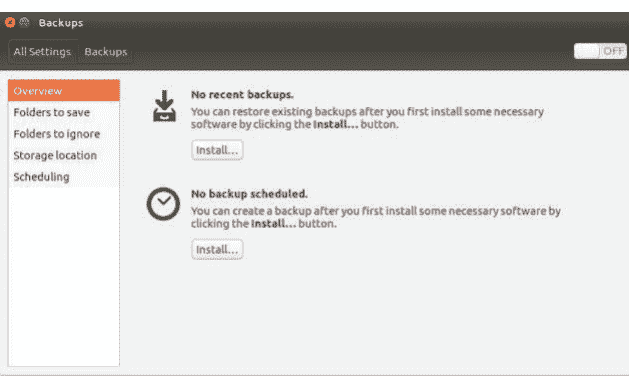 Backups
All Settings Backups
OFF
Overview
Folders to save
Folders to ignore
Storage location
Scheduling
No recent backups.
You can restore existing backups after you first install some necessary
software by clicking the Install... button.
Install...
No backup scheduled.
You can create a backup after you first install some necessary software by
clicking the Install... button.
Install...